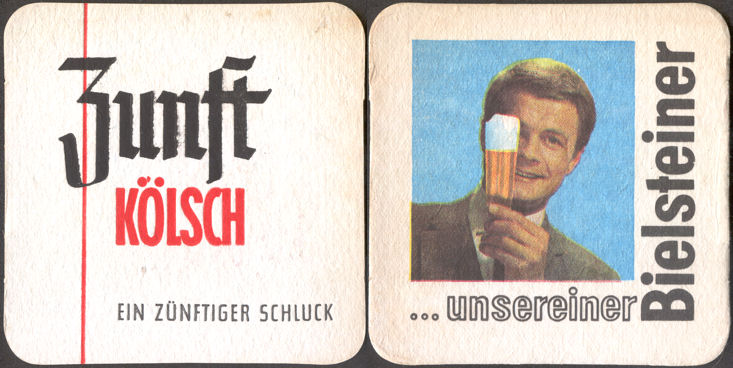 Zunft
KÖLSCH
EIN ZÜNFTIGER SCHLUCK
... unsereiner
Bielsteiner